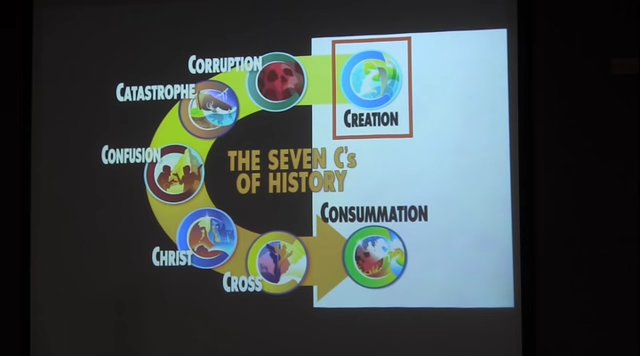 CORRUPTION
CREATION
CATASTROPHE
CONFUSION
THE SEVEN C's
OF HISTORY
CONSUMMATION
CHRIST
CROSS